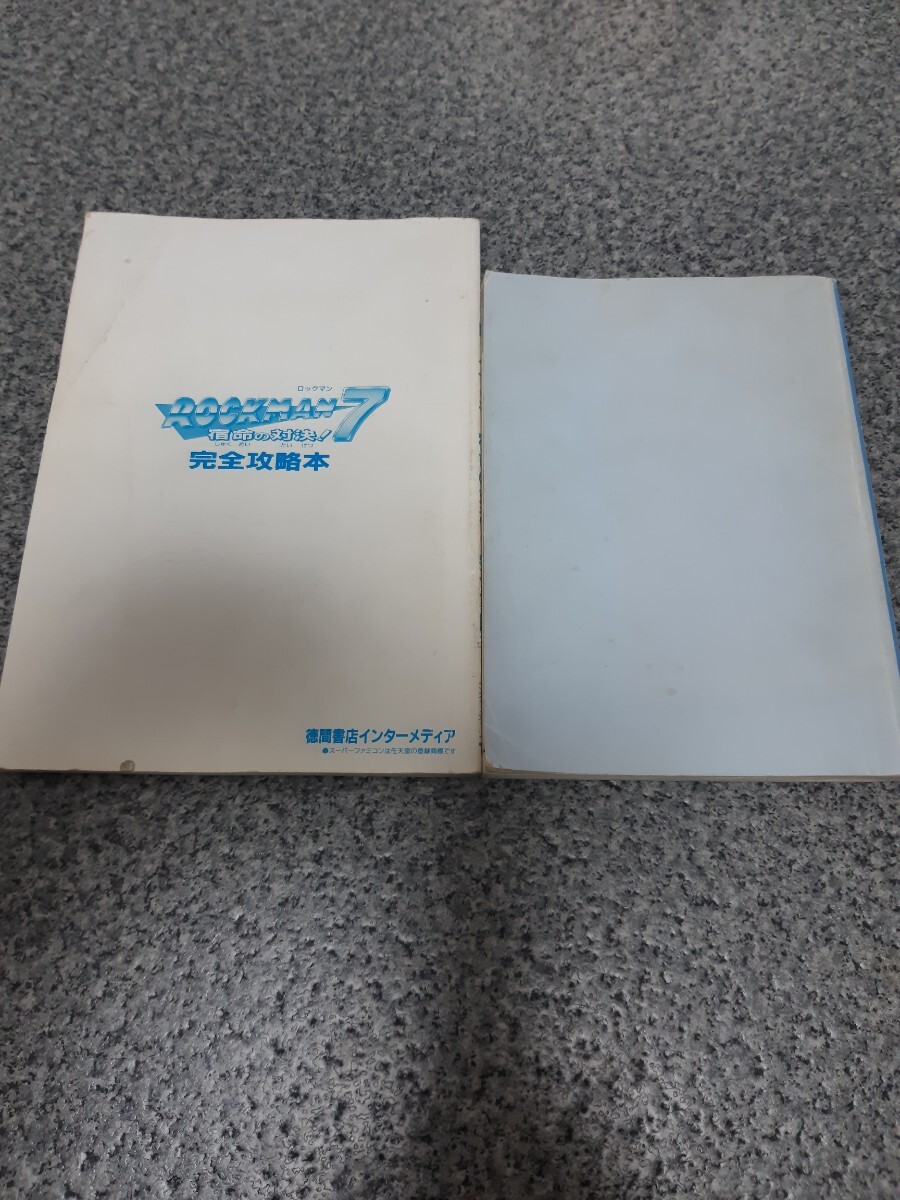 ロックマン
ROCKMAN7
宿命の対決!
しゅく めい たい けつ
完全攻略本
徳間書店インターメディア
●スーパーファミコンは任天堂の登録商標です